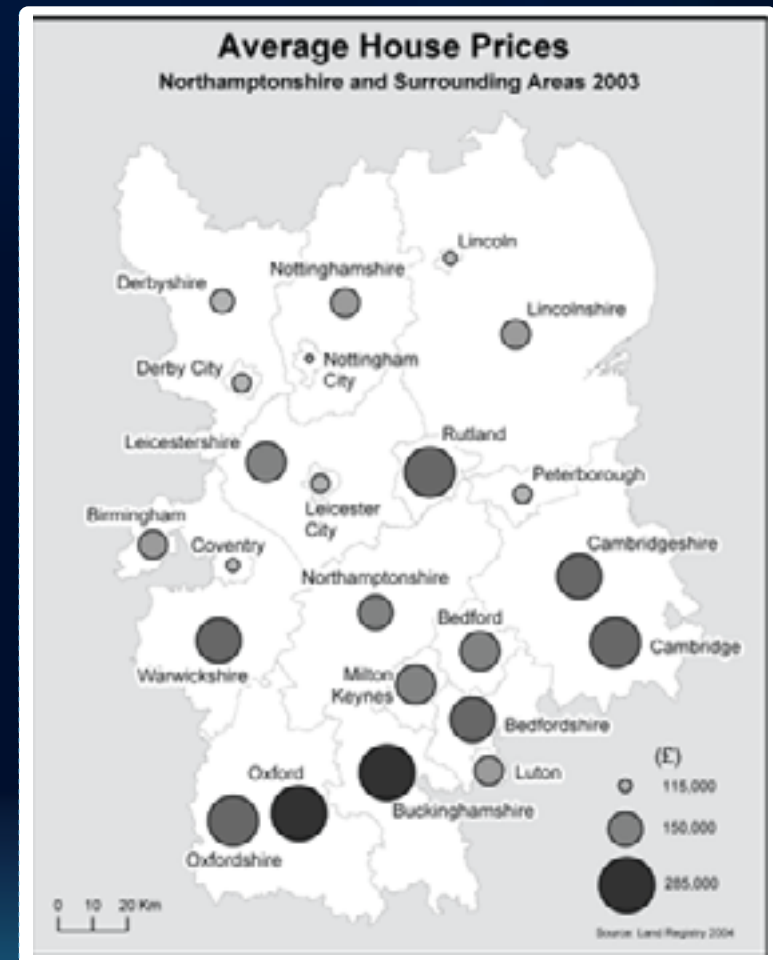 Average House Prices
Northamptonshire and Surrounding Areas 2003
Lincoln
Nottinghamshire
Derbyshire
Lincolnshire
Nottingham
City
Derby City
Rutland
Leicestershire
Peterborough
Leicester
City
Birmingham
Coventry
Cambridgeshire
Northamptonshire
Bedford
Cambridge
Warwickshire
Milton
Keynes
Bedfordshire
(£)
Oxford
Luton
115,000
Buckinghamshire
150,000
Oxfordshire
285,000
0 10 20 Km
Source: Land Registry 2004